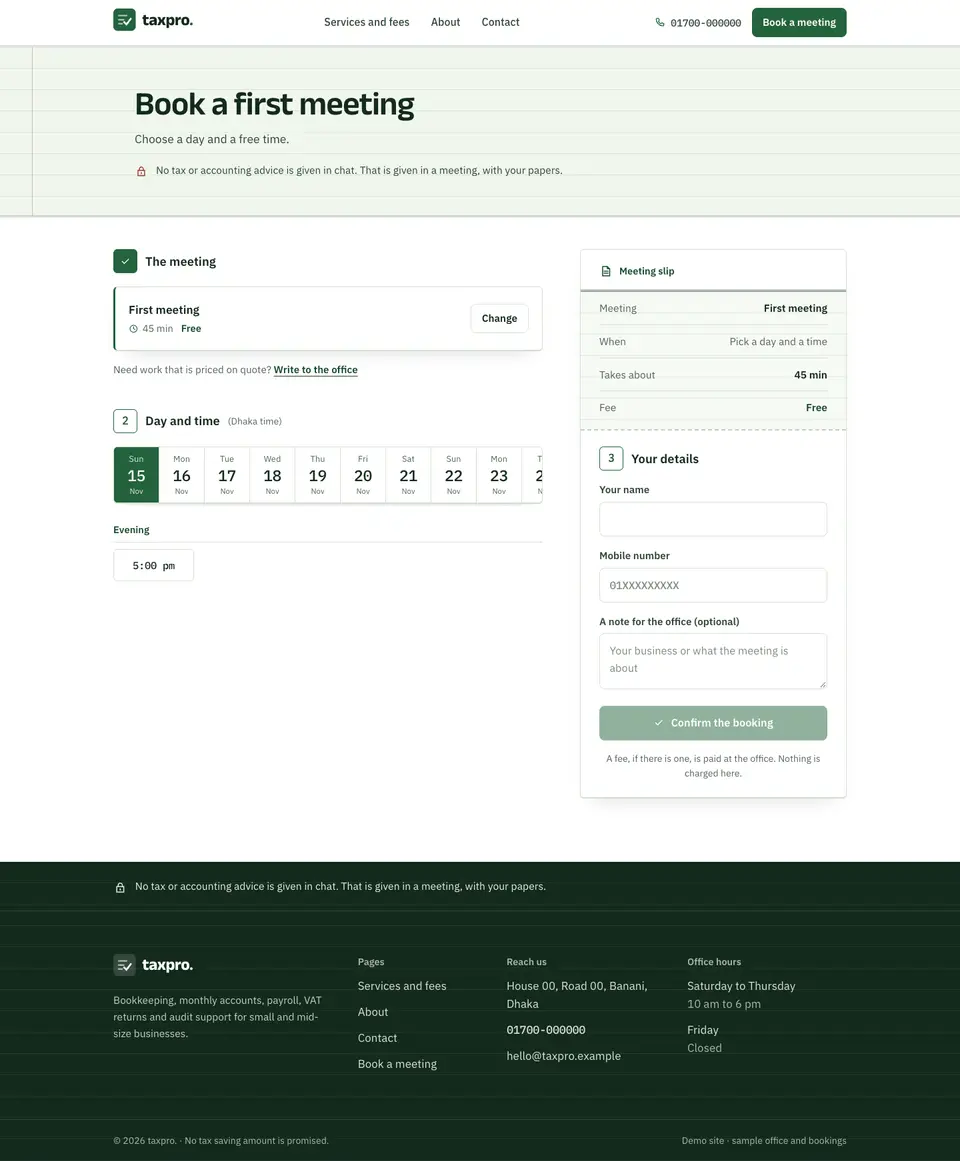 taxpro.
Services and fees
About
Contact
01700-000000
Book a meeting
Book a first meeting
Choose a day and a free time.
No tax or accounting advice is given in chat. That is given in a meeting, with your papers.
The meeting
First meeting
45 min Free
Change
Need work that is priced on quote? Write to the office
2 Day and time (Dhaka time)
Sun 15 Nov
Mon 16 Nov
Tue 17 Nov
Wed 18 Nov
Thu 19 Nov
Fri 20 Nov
Sat 21 Nov
Sun 22 Nov
Mon 23 Nov
Evening
5:00 pm
Meeting slip
Meeting First meeting
When Pick a day and a time
Takes about 45 min
Fee Free
3 Your details
Your name
Mobile number
01XXXXXXXXX
A note for the office (optional)
Your business or what the meeting is
about
Confirm the booking
A fee, if there is one, is paid at the office. Nothing is
charged here.
No tax or accounting advice is given in chat. That is given in a meeting, with your papers.
taxpro.
Bookkeeping, monthly accounts, payroll, VAT
returns and audit support for small and mid-
size businesses.
Pages
Services and fees
About
Contact
Book a meeting
Reach us
House 00, Road 00, Banani,
Dhaka
01700-000000
hello@taxpro.example
Office hours
Saturday to Thursday
10 am to 6 pm
Friday
Closed
© 2026 taxpro. · No tax saving amount is promised.
Demo site · sample office and bookings